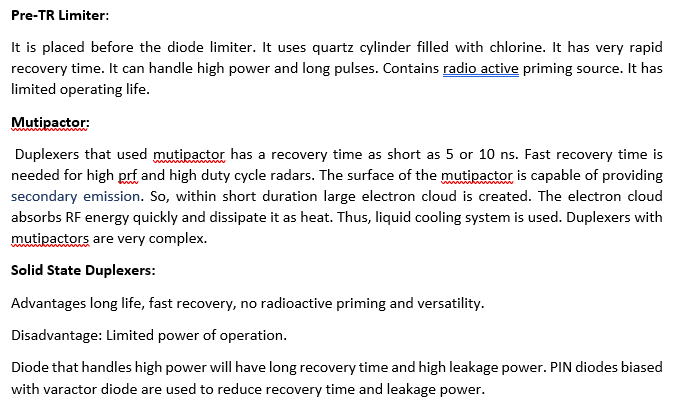 Pre-TR Limiter:
It is placed before the diode limiter. It uses quartz cylinder filled with chlorine. It has very rapid
recovery time. It can handle high power and long pulses. Contains radio active priming source. It has
limited operating life.
Mutipactor:
Duplexers that used mutipactor has a recovery time as short as 5 or 10 ns. Fast recovery time is
needed for high prf and high duty cycle radars. The surface of the mutipactor is capable of providing
secondary emission. So, within short duration large electron cloud is created. The electron cloud
absorbs RF energy quickly and dissipate it as heat. Thus, liquid cooling system is used. Duplexers with
mutipactors are very complex.
Solid State Duplexers:
Advantages long life, fast recovery, no radioactive priming and versatility.
Disadvantage: Limited power of operation.
Diode that handles high power will have long recovery time and high leakage power. PIN diodes biased
with varactor diode are used to reduce recovery time and leakage power.